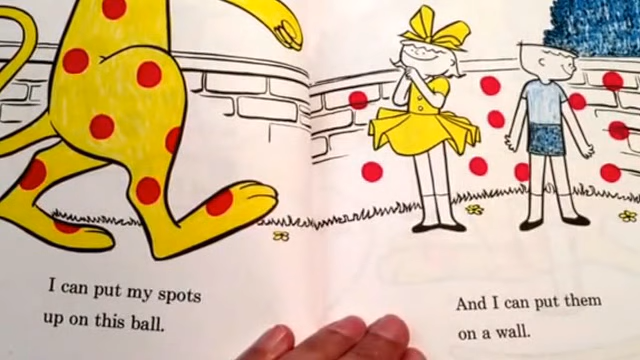 I can put my spots
up on this ball.
And I can put them
on a wall.